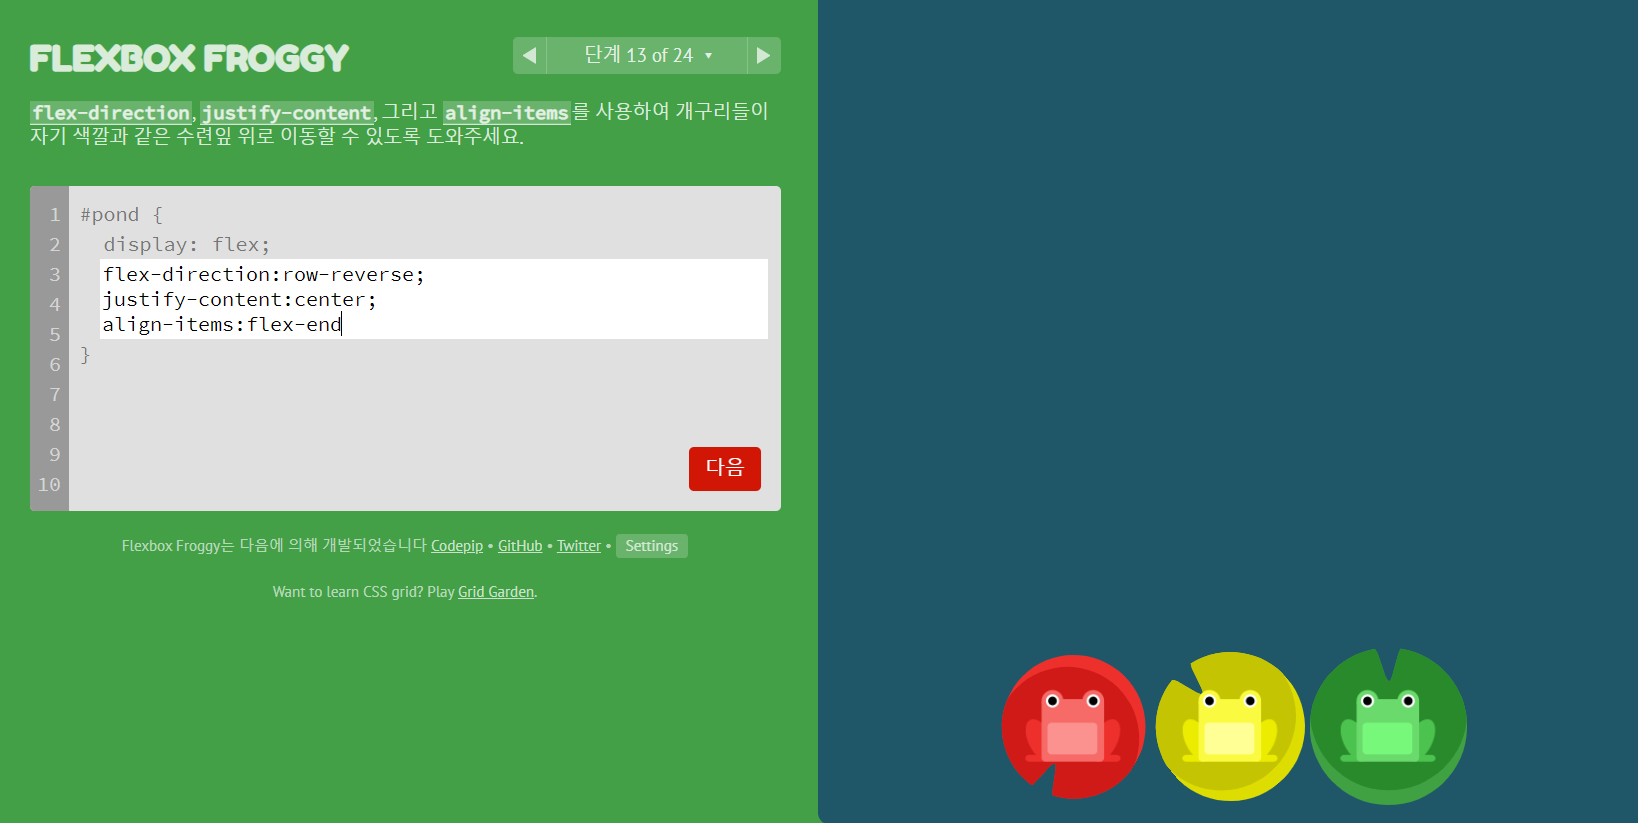 FLEXBOX FROGGY
◀ 단계 13 of 24 ▼ ▶
flex-direction, justify-content, 그리고 align-items를 사용하여 개구리들이
자기 색깔과 같은 수련잎 위로 이동할 수 있도록 도와주세요.
1 #pond {
2 display: flex;
3 flex-direction:row-reverse;
4 justify-content:center;
5 align-items:flex-end
6 }
7
8
9
10
다음
Flexbox Froggy는 다음에 의해 개발되었습니다 Codepip • GitHub • Twitter • Settings
Want to learn CSS grid? Play Grid Garden.